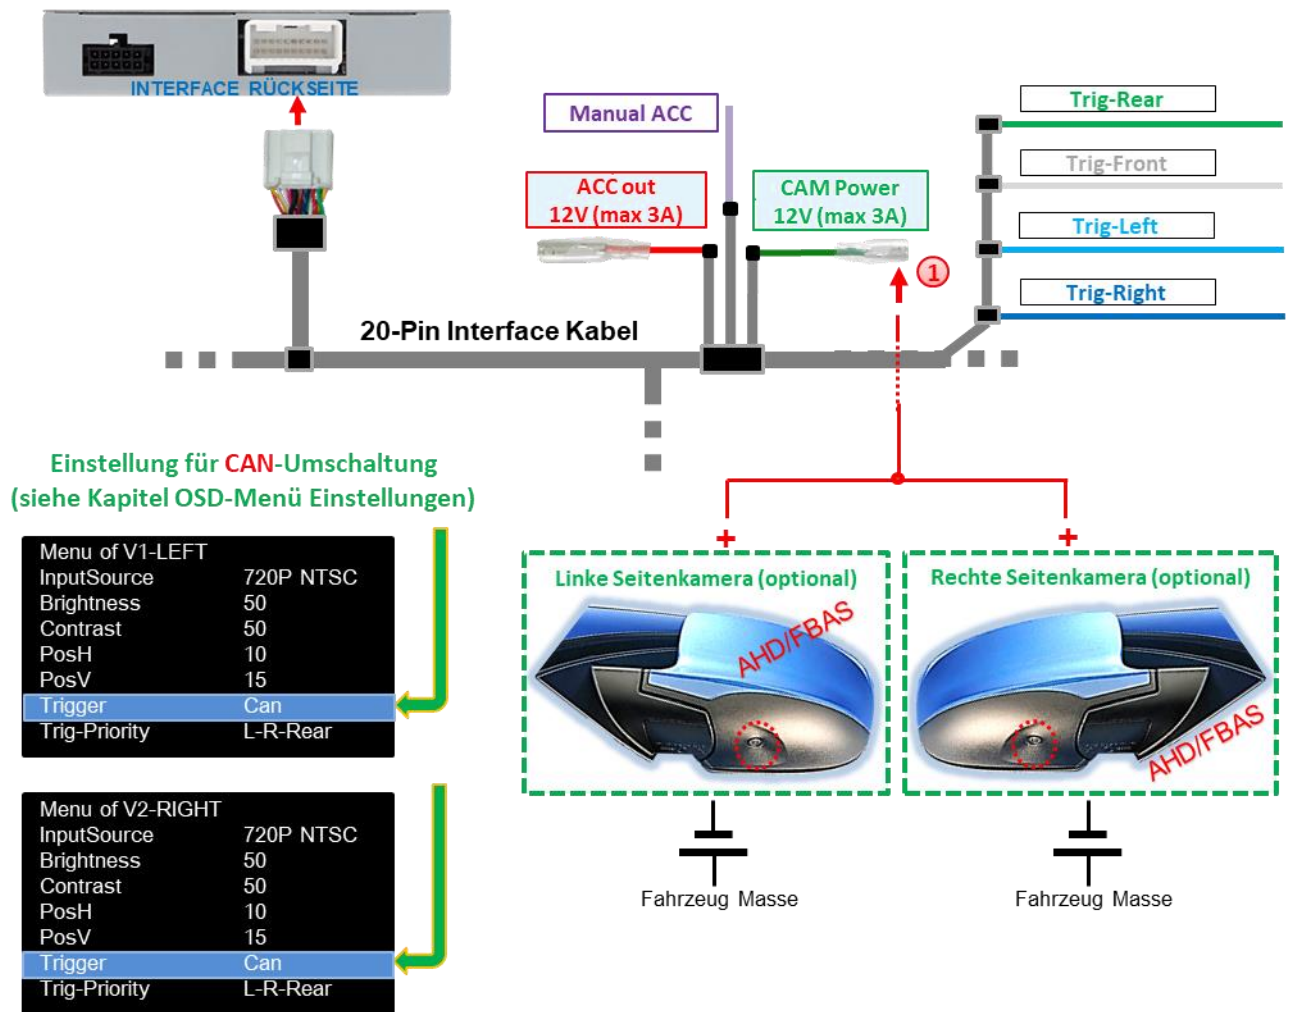 INTERFACE RÜCKSEITE
Manual ACC
ACC out
12V (max 3A)
CAM Power
12V (max 3A)
1
Trig-Rear
Trig-Front
Trig-Left
Trig-Right
20-Pin Interface Kabel
Einstellung für CAN-Umschaltung
(siehe Kapitel OSD-Menü Einstellungen)
Menu of V1-LEFT
InputSource 720P NTSC
Brightness 50
Contrast 50
PosH 10
PosV 15
Trigger Can
Trig-Priority L-R-Rear
Menu of V2-RIGHT
InputSource 720P NTSC
Brightness 50
Contrast 50
PosH 10
PosV 15
Trigger Can
Trig-Priority L-R-Rear
+
+
Linke Seitenkamera (optional)
AHD/FBAS
Rechte Seitenkamera (optional)
AHD/FBAS
Fahrzeug Masse
Fahrzeug Masse